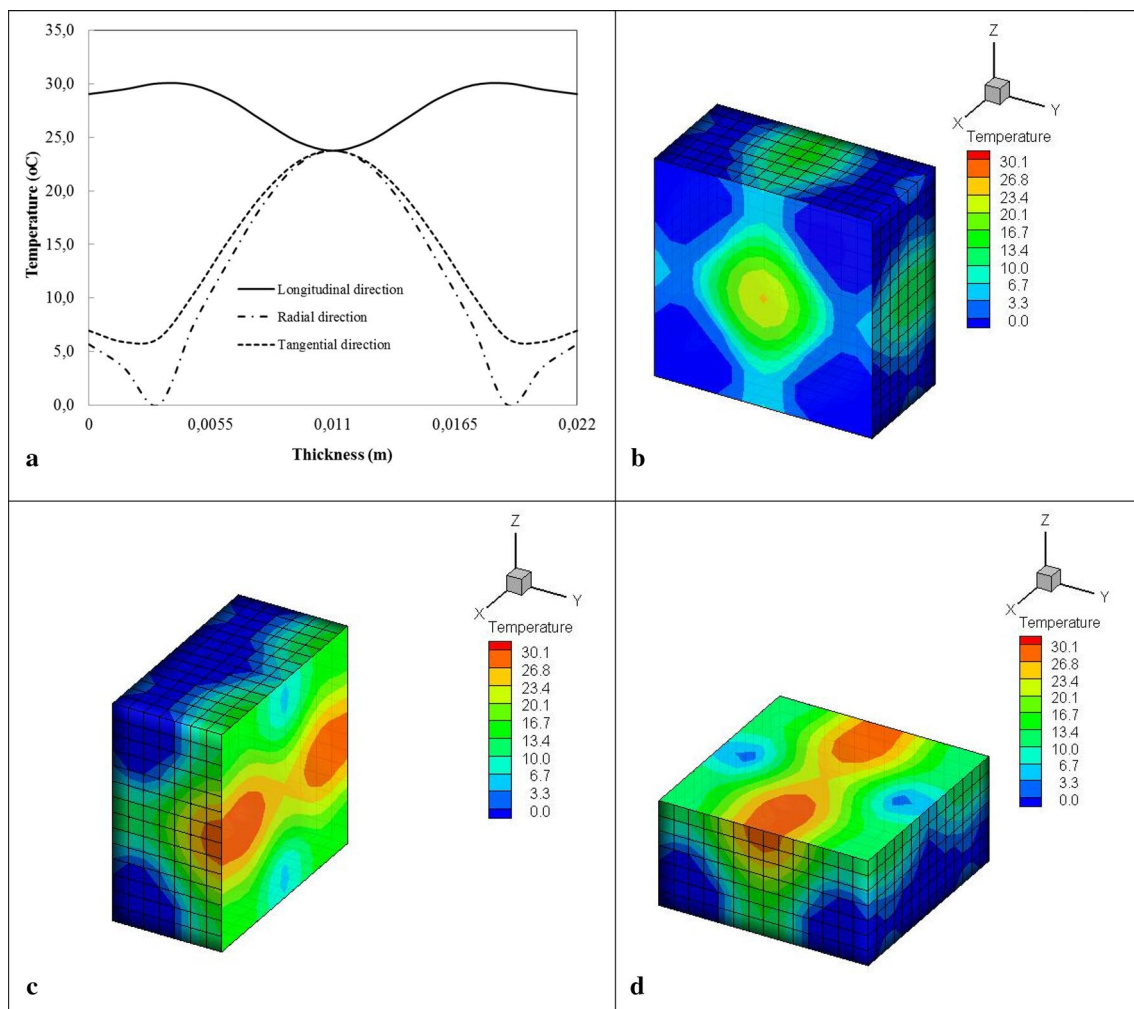 35,0
30,0
25,0
20,0
15,0
10,0
5,0
0,0
Temperature (oC)
Longitudinal direction
Radial direction
Tangential direction
0
0,0055
0,011
0,0165
0,022
Thickness (m)
a
Z
X
Y
Temperature
30.1
26.8
23.4
20.1
16.7
13.4
10.0
6.7
3.3
0.0
b
Z
X
Y
Temperature
30.1
26.8
23.4
20.1
16.7
13.4
10.0
6.7
3.3
0.0
c
Z
X
Y
Temperature
30.1
26.8
23.4
20.1
16.7
13.4
10.0
6.7
3.3
0.0
d